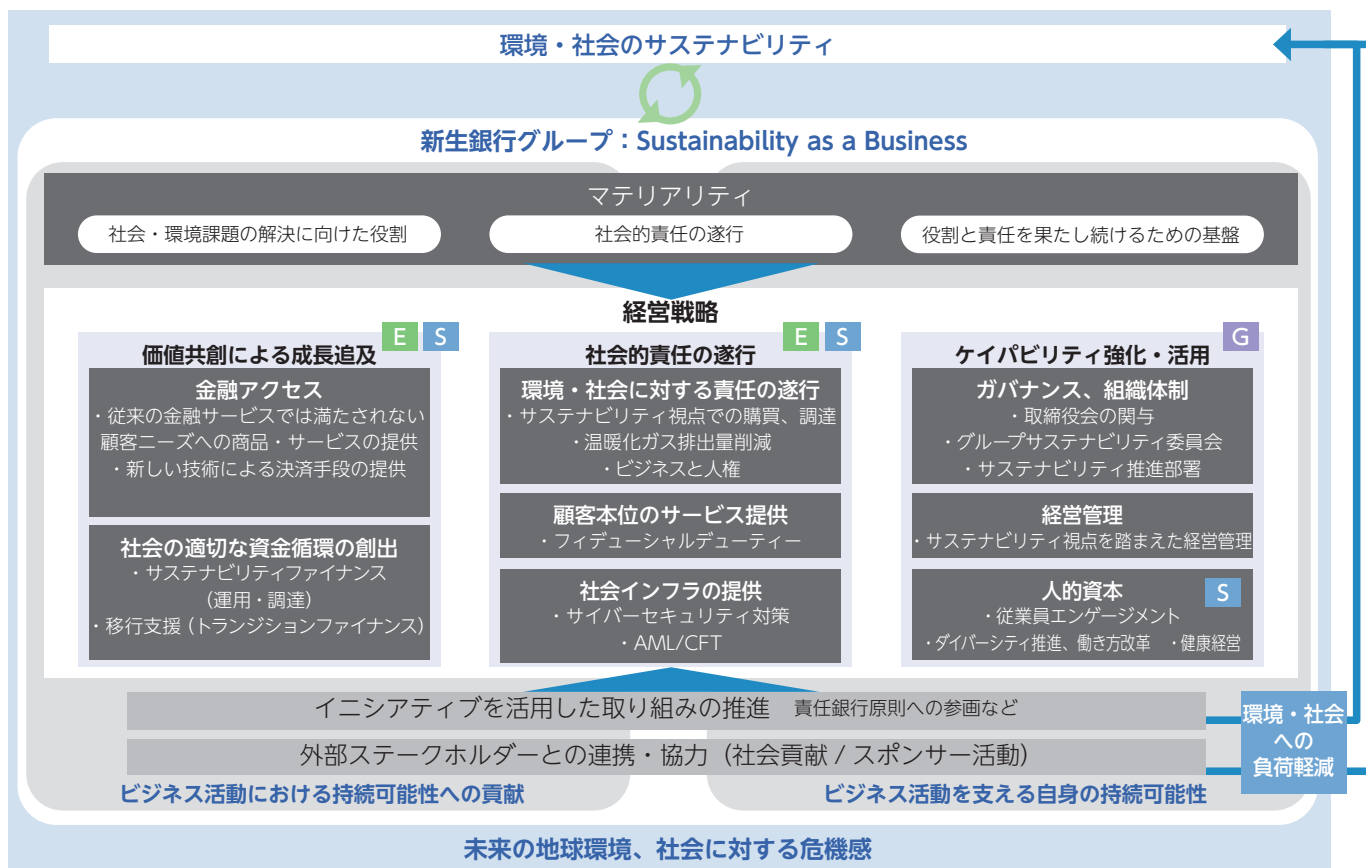 環境・社会のサステナビリティ
新生銀行グループ：Sustainability as a Business
マテリアリティ
社会・環境課題の解決に向けた役割
社会的責任の遂行
役割と責任を果たし続けるための基盤
経営戦略
E S
価値共創による成長追及
金融アクセス
・従来の金融サービスでは満たされない
顧客ニーズへの商品・サービスの提供
・新しい技術による決済手段の提供
社会の適切な資金循環の創出
・サステナビリティファイナンス
(運用・調達)
・移行支援 (トランジションファイナンス)
E S
社会的責任の遂行
環境・社会に対する責任の遂行
・サステナビリティ視点での購買、調達
・温暖化ガス排出量削減
・ビジネスと人権
顧客本位のサービス提供
・フィデューシャルデューティー
社会インフラの提供
・サイバーセキュリティ対策
・AML/CFT
G
ケイパビリティ強化・活用
ガバナンス、組織体制
・取締役会の関与
・グループサステナビリティ委員会
・サステナビリティ推進部署
経営管理
・サステナビリティ視点を踏まえた経営管理
人的資本 S
・従業員エンゲージメント
・ダイバーシティ推進、働き方改革 ・健康経営
イニシアティブを活用した取り組みの推進 責任銀行原則への参画など
外部ステークホルダーとの連携・協力 (社会貢献 / スポンサー活動)
環境・社会
への
負荷軽減
ビジネス活動における持続可能性への貢献
ビジネス活動を支える自身の持続可能性
未来の地球環境、社会に対する危機感